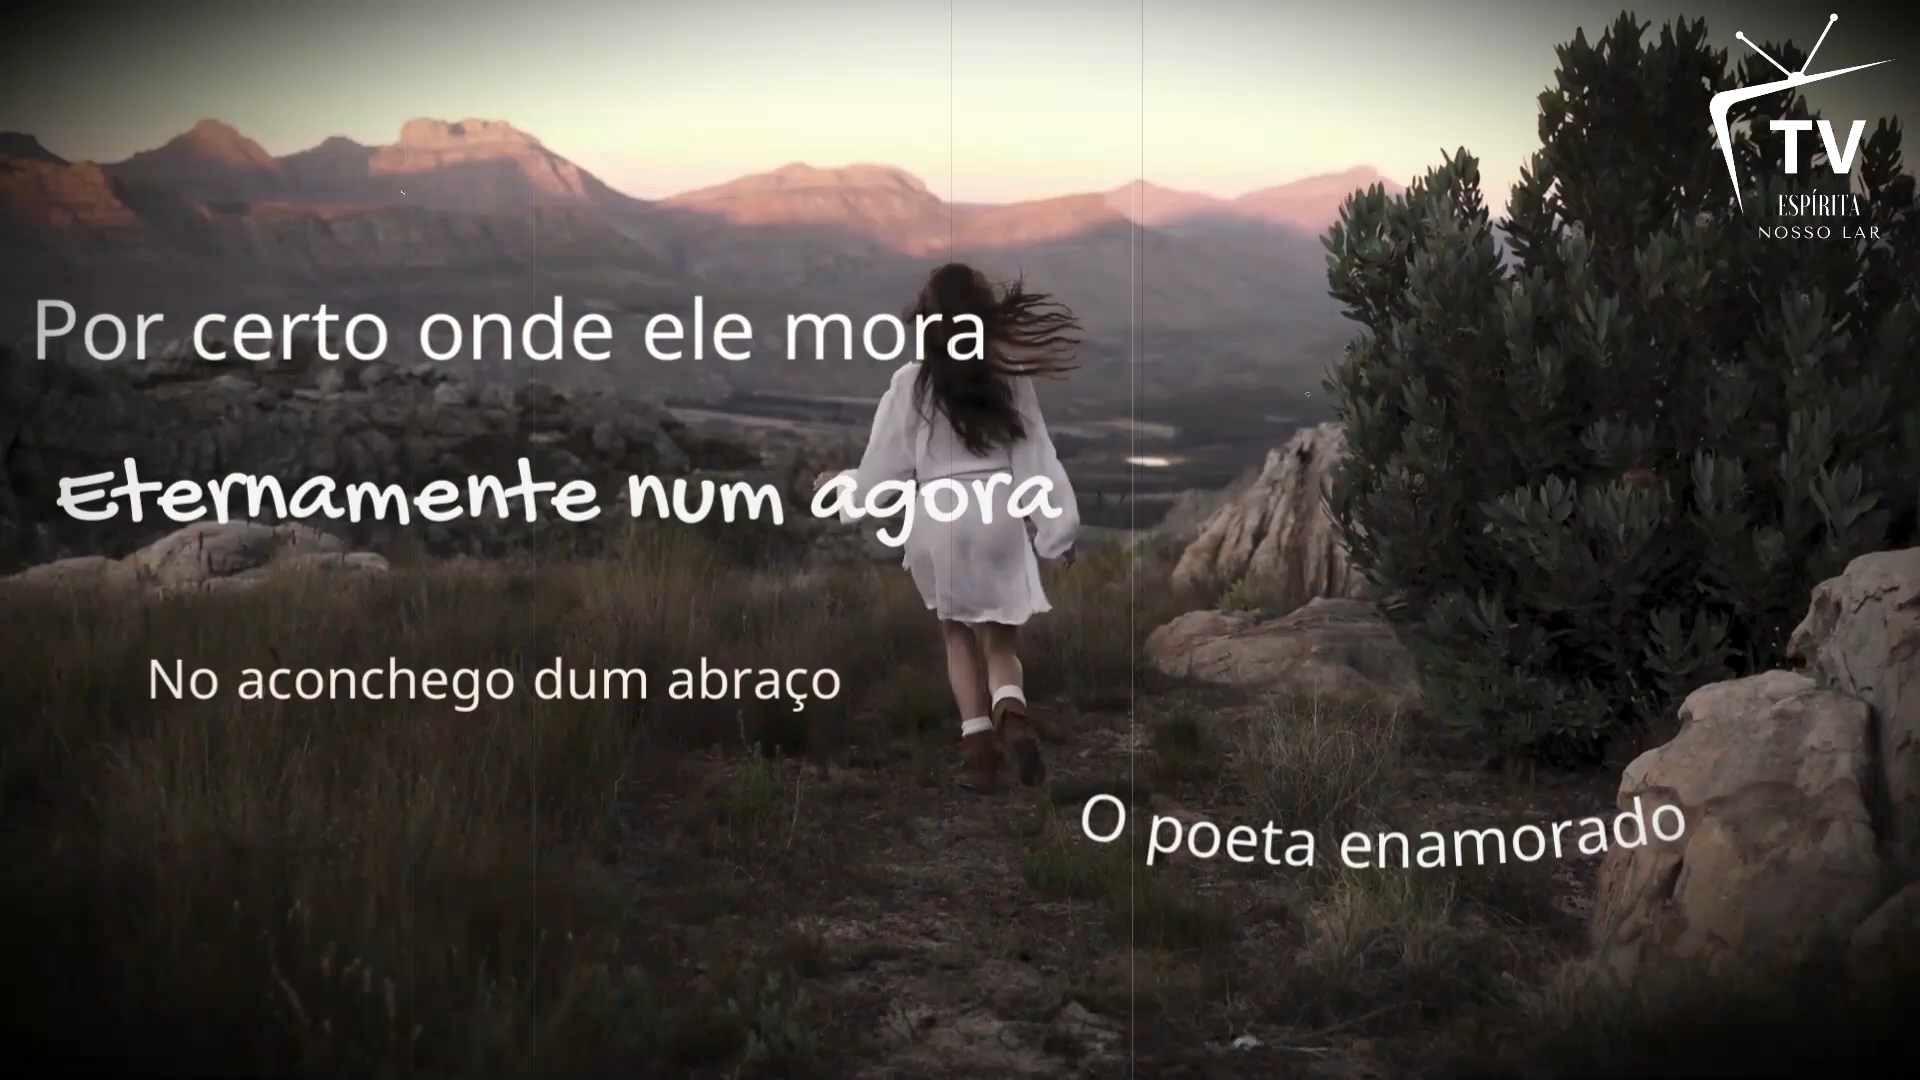 TV
ESPÍRITA
NOSSO LAR
Por certo onde ele mora
Eternamente num agora
No aconchego dum abraço
O poeta enamorado